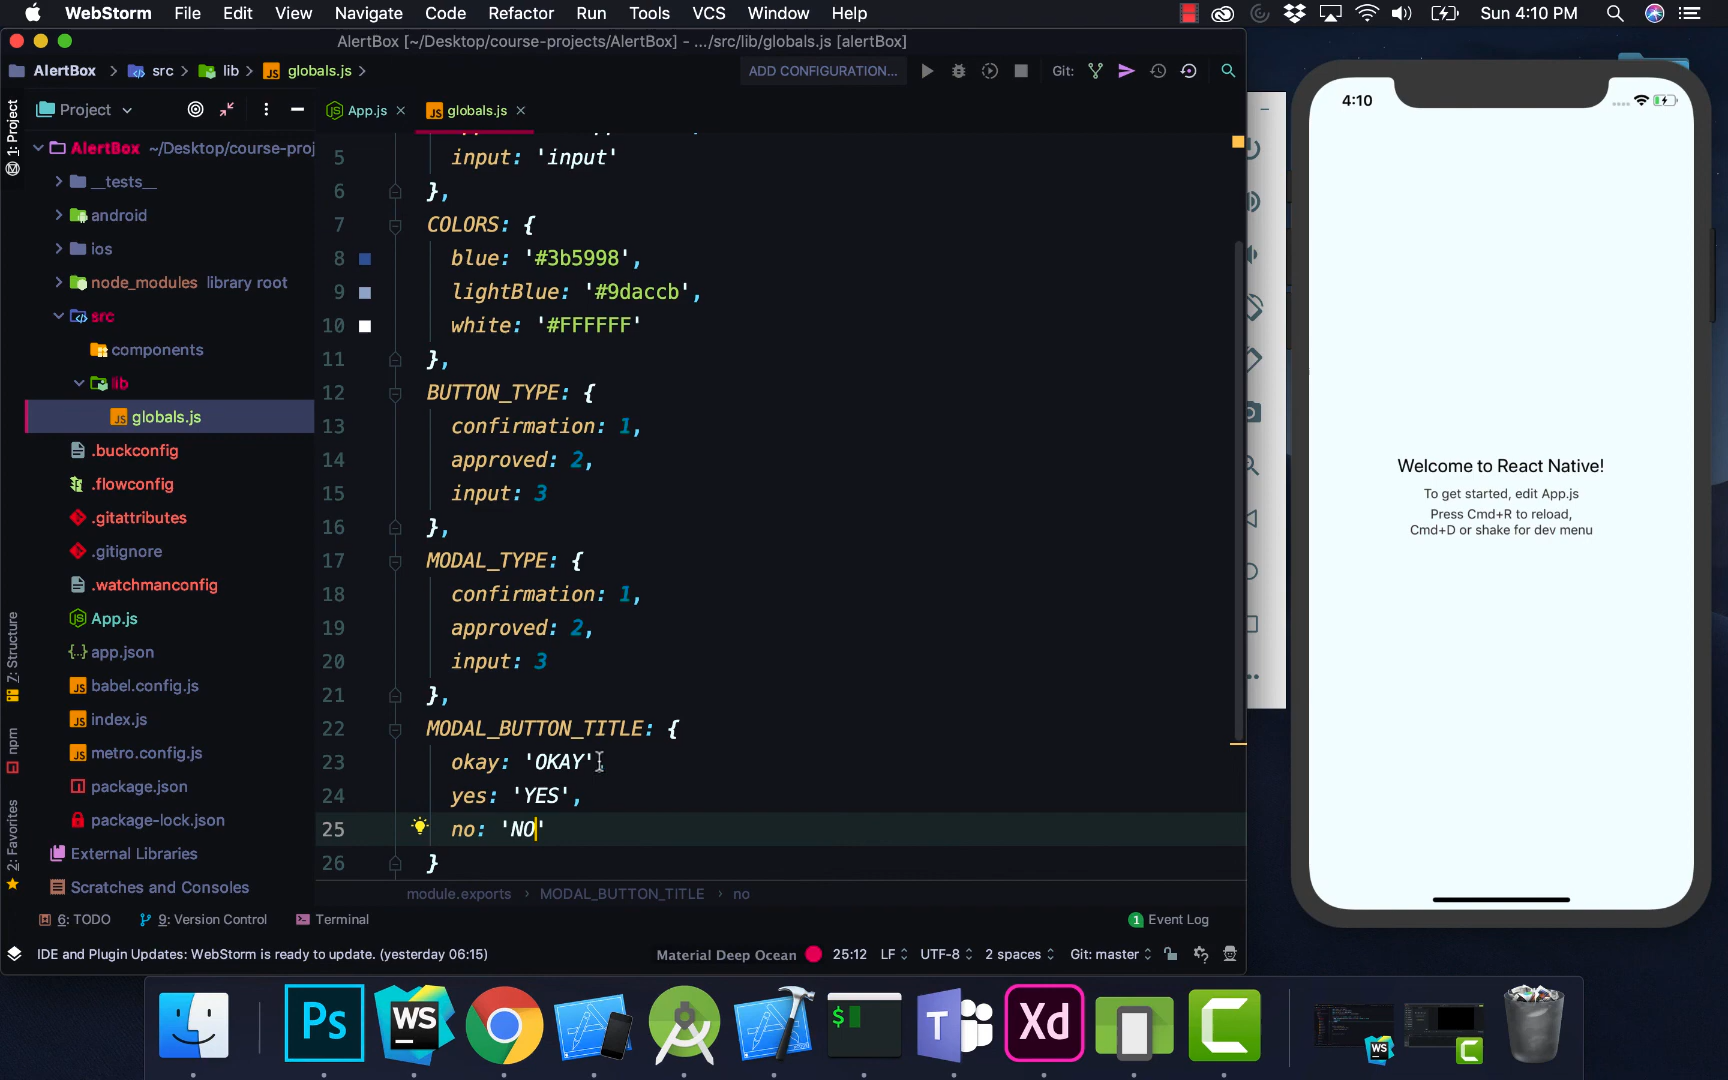 WebStorm File Edit View Navigate Code Refactor Run Tools VCS Window Help Sun 4:10 PM
AlertBox [~/Desktop/course-projects/AlertBox] - .../src/lib/globals.js [alertBox]
AlertBox src lib globals.js ADD CONFIGURATION... Git:
1: Project
Project
App.js
globals.js
AlertBox ~/Desktop/course-proj
__tests__
android
ios
node_modules library root
src
components
lib
globals.js
.buckconfig
.flowconfig
.gitattributes
.gitignore
.watchmanconfig
App.js
app.json
babel.config.js
index.js
metro.config.js
package.json
package-lock.json
External Libraries
Scratches and Consoles
Z: Structure
npm
2: Favorites
5 input: 'input'
6 },
7 COLORS: {
8 blue: '#3b5998',
9 lightBlue: '#9daccb',
10 white: '#FFFFFF'
11 },
12 BUTTON_TYPE: {
13 confirmation: 1,
14 approved: 2,
15 input: 3
16 },
17 MODAL_TYPE: {
18 confirmation: 1,
19 approved: 2,
20 input: 3
21 },
22 MODAL_BUTTON_TITLE: {
23 okay: 'OKAY'
24 yes: 'YES',
25 no: 'NO'
26 }
module.exports MODAL_BUTTON_TITLE no
6: TODO 9: Version Control Terminal 1 Event Log
IDE and Plugin Updates: WebStorm is ready to update. (yesterday 06:15) Material Deep Ocean 25:12 LF UTF-8 2 spaces Git: master
4:10
Welcome to React Native!
To get started, edit App.js
Press Cmd+R to reload,
Cmd+D or shake for dev menu
Ps WS $ T Xd C WS C